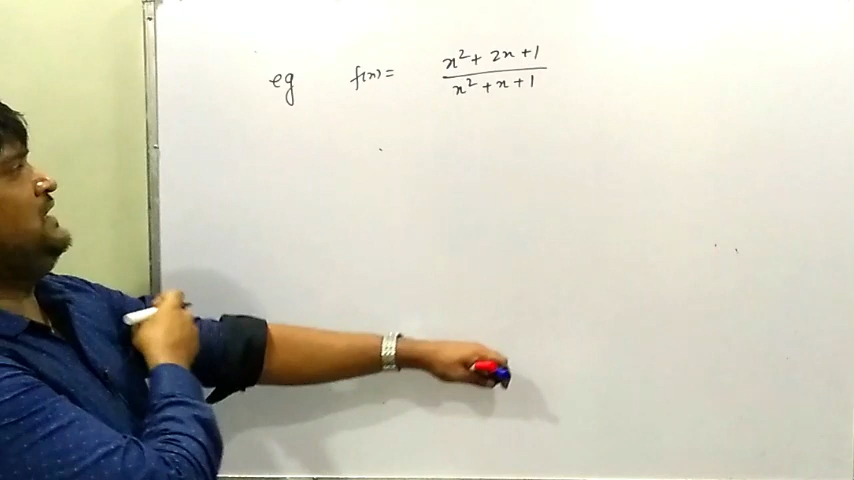 eg f(x) = x² + 2x + 1 / x² + x + 1